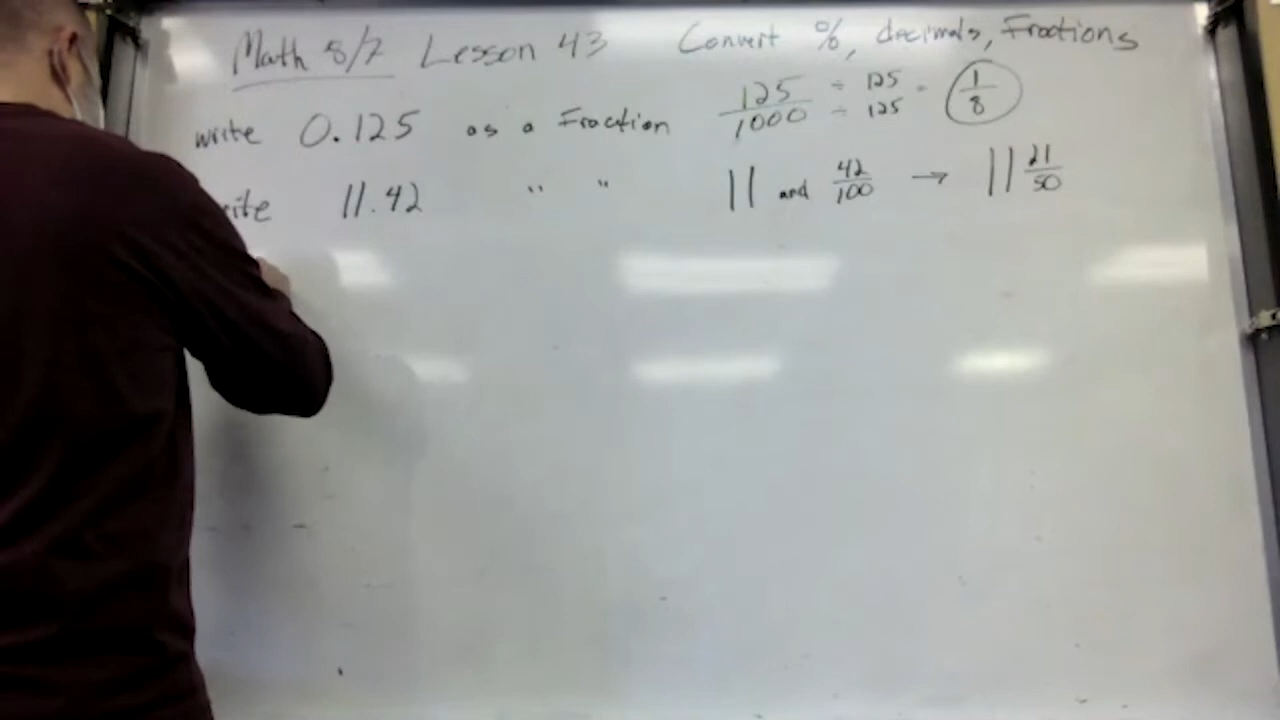 Math 8/7 Lesson 43 Convert %, decimals, Fractions
write 0.125 as a Fraction 125/1000 ÷ 125/÷ 125 = 1/8
ite 11.42 " " 11 and 42/100 → 11 21/50